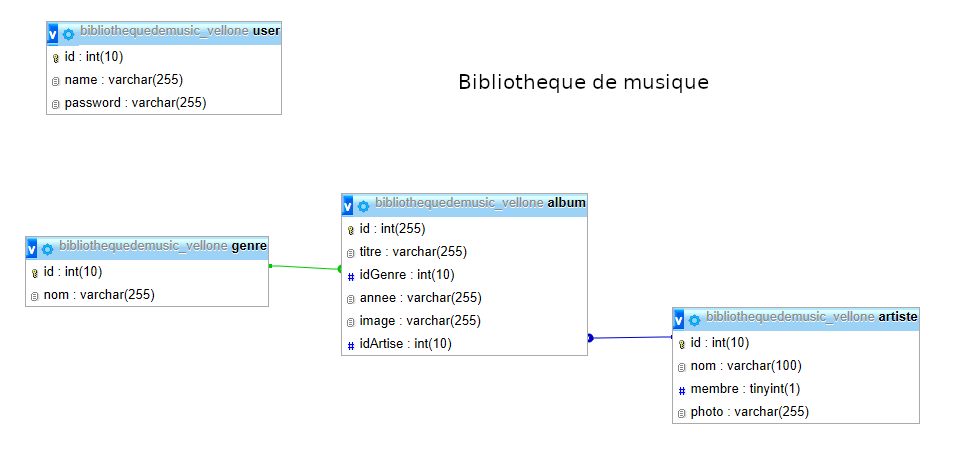 bibliothequedemusic_vellone user
id : int(10)
name : varchar(255)
password : varchar(255)
Bibliotheque de musique
bibliothequedemusic_vellone genre
id : int(10)
nom : varchar(255)
bibliothequedemusic_vellone album
id : int(255)
titre : varchar(255)
# idGenre : int(10)
annee : varchar(255)
image : varchar(255)
# idArtise : int(10)
bibliothequedemusic_vellone artiste
id : int(10)
nom : varchar(100)
# membre : tinyint(1)
photo : varchar(255)